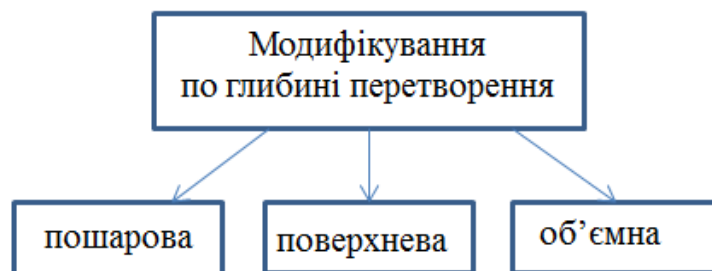 Модифікування
по глибині перетворення
пошарова
поверхнева
об’ємна